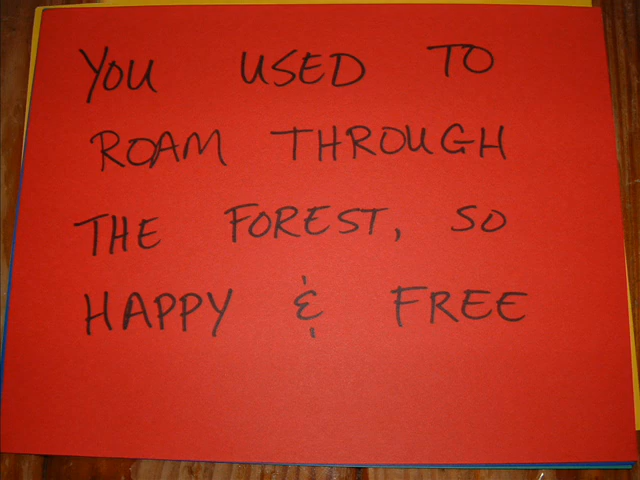 YOU USED TO
ROAM THROUGH
THE FOREST, SO
HAPPY & FREE